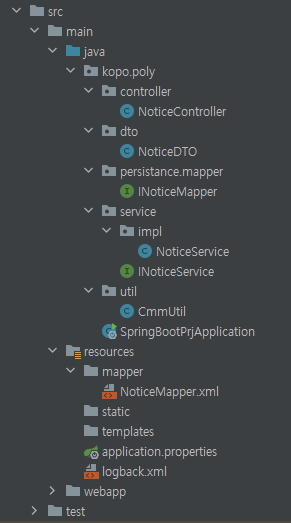 src
main
java
kopo.poly
controller
NoticeController
dto
NoticeDTO
persistance.mapper
INoticeMapper
service
impl
NoticeService
INoticeService
util
CmmUtil
SpringBootPrjApplication
resources
mapper
NoticeMapper.xml
static
templates
application.properties
logback.xml
webapp
test